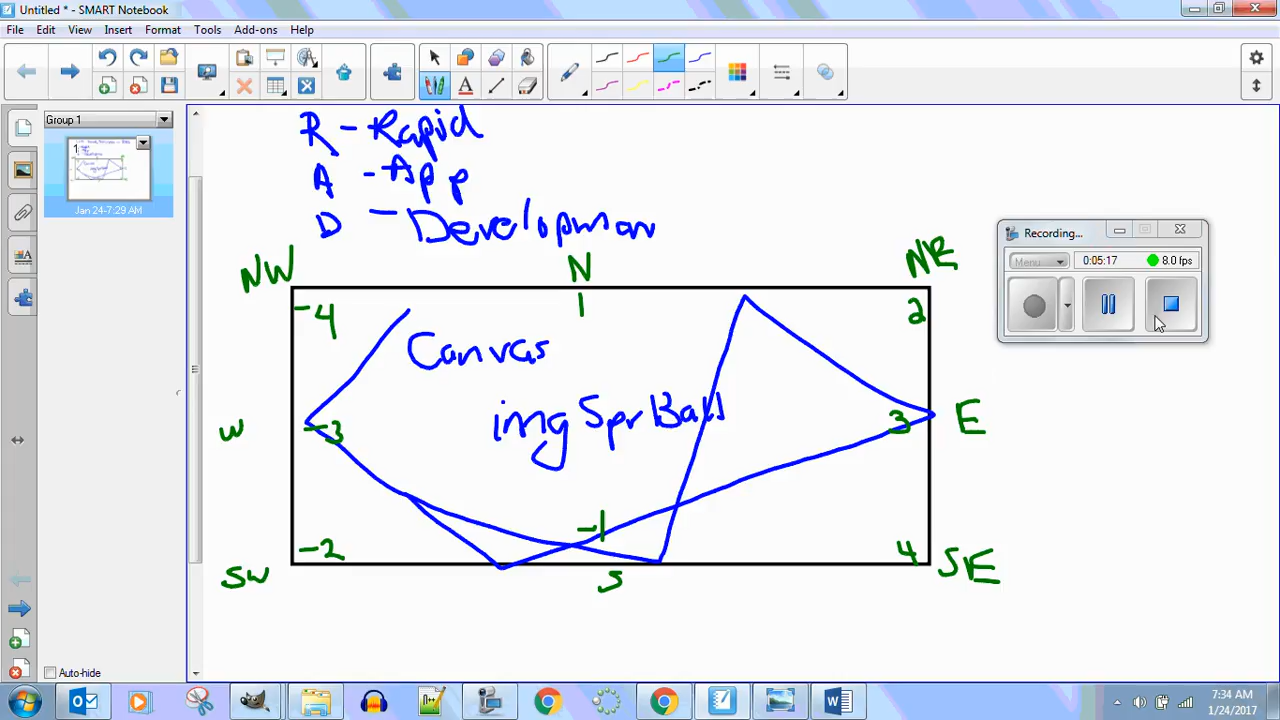 Untitled * - SMART Notebook
File Edit View Insert Format Tools Add-ons Help
Group 1
1
Jan 24-7:29 AM
R - Rapid
A - App
D - Developmen
NW N NE
-4 1 2
Canvas
imgSprBall
W -3 3 E
-1
-2 4
SW S SE
Recording...
Menu 0:05:17 8.0 fps
Auto-hide
7:34 AM
1/24/2017